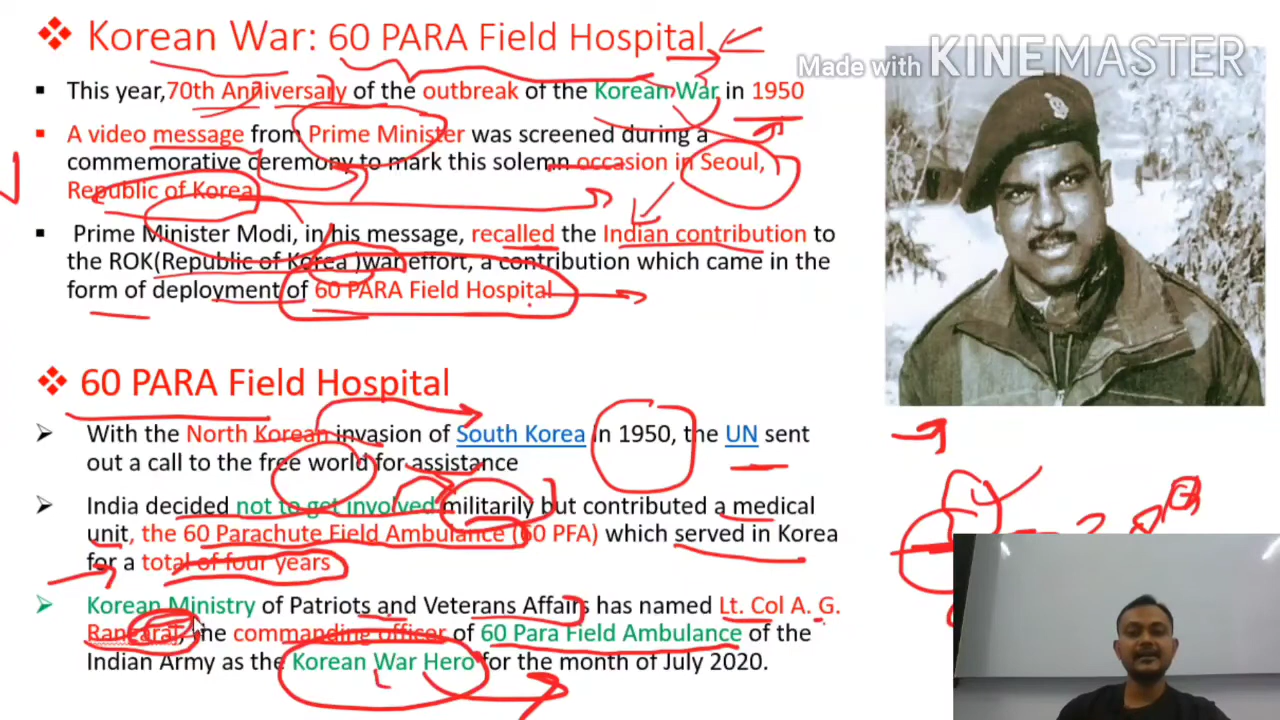 ❖ Korean War: 60 PARA Field Hospital
Made with KINEMASTER
▪ This year,70th Anniversary of the outbreak of the Korean War in 1950
▪ A video message from Prime Minister was screened during a
commemorative ceremony to mark this solemn occasion in Seoul,
Republic of Korea
▪ Prime Minister Modi, in his message, recalled the Indian contribution to
the ROK(Republic of Korea )war effort, a contribution which came in the
form of deployment of 60 PARA Field Hospital
❖ 60 PARA Field Hospital
➢ With the North Korean invasion of South Korea in 1950, the UN sent
out a call to the free world for assistance
➢ India decided not to get involved militarily but contributed a medical
unit, the 60 Parachute Field Ambulance (60 PFA) which served in Korea
for a total of four years
➢ Korean Ministry of Patriots and Veterans Affairs has named Lt. Col A. G.
Rangaraj, the commanding officer of 60 Para Field Ambulance of the
Indian Army as the Korean War Hero for the month of July 2020.